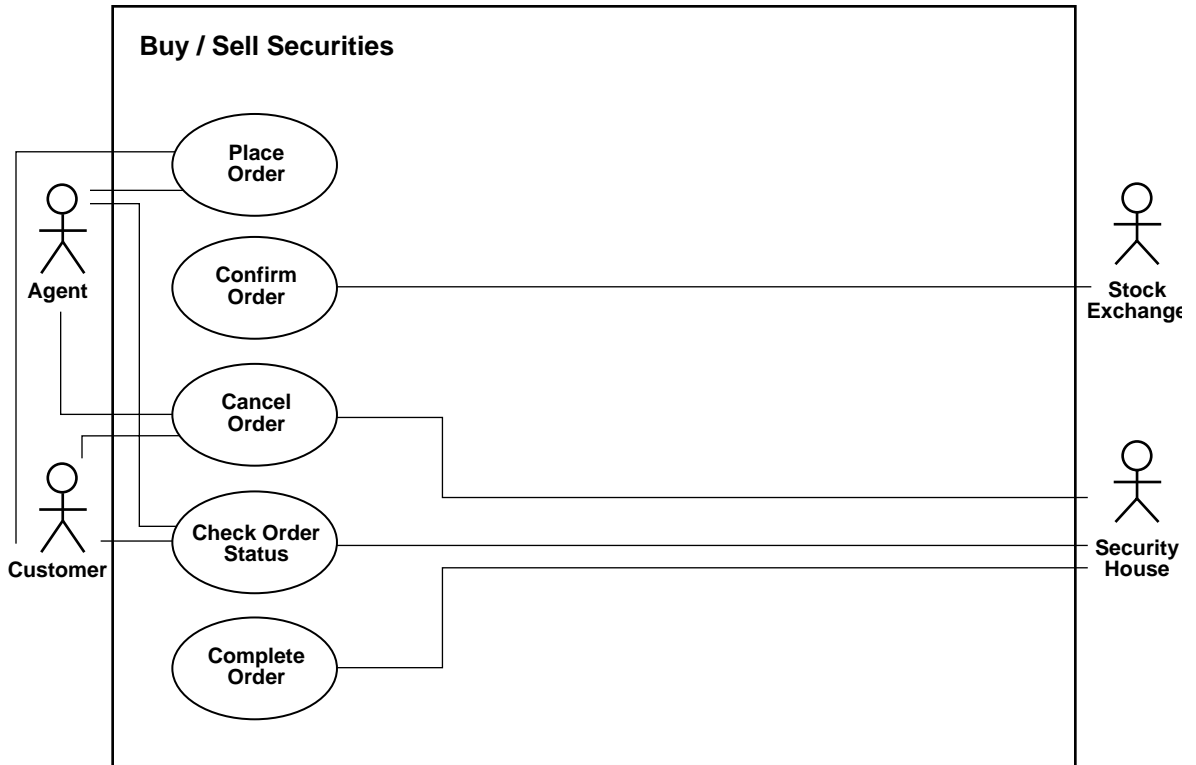 Buy / Sell Securities
Place
Order
Agent
Confirm
Order
Stock
Exchange
Cancel
Order
Customer
Check Order
Status
Security
House
Complete
Order